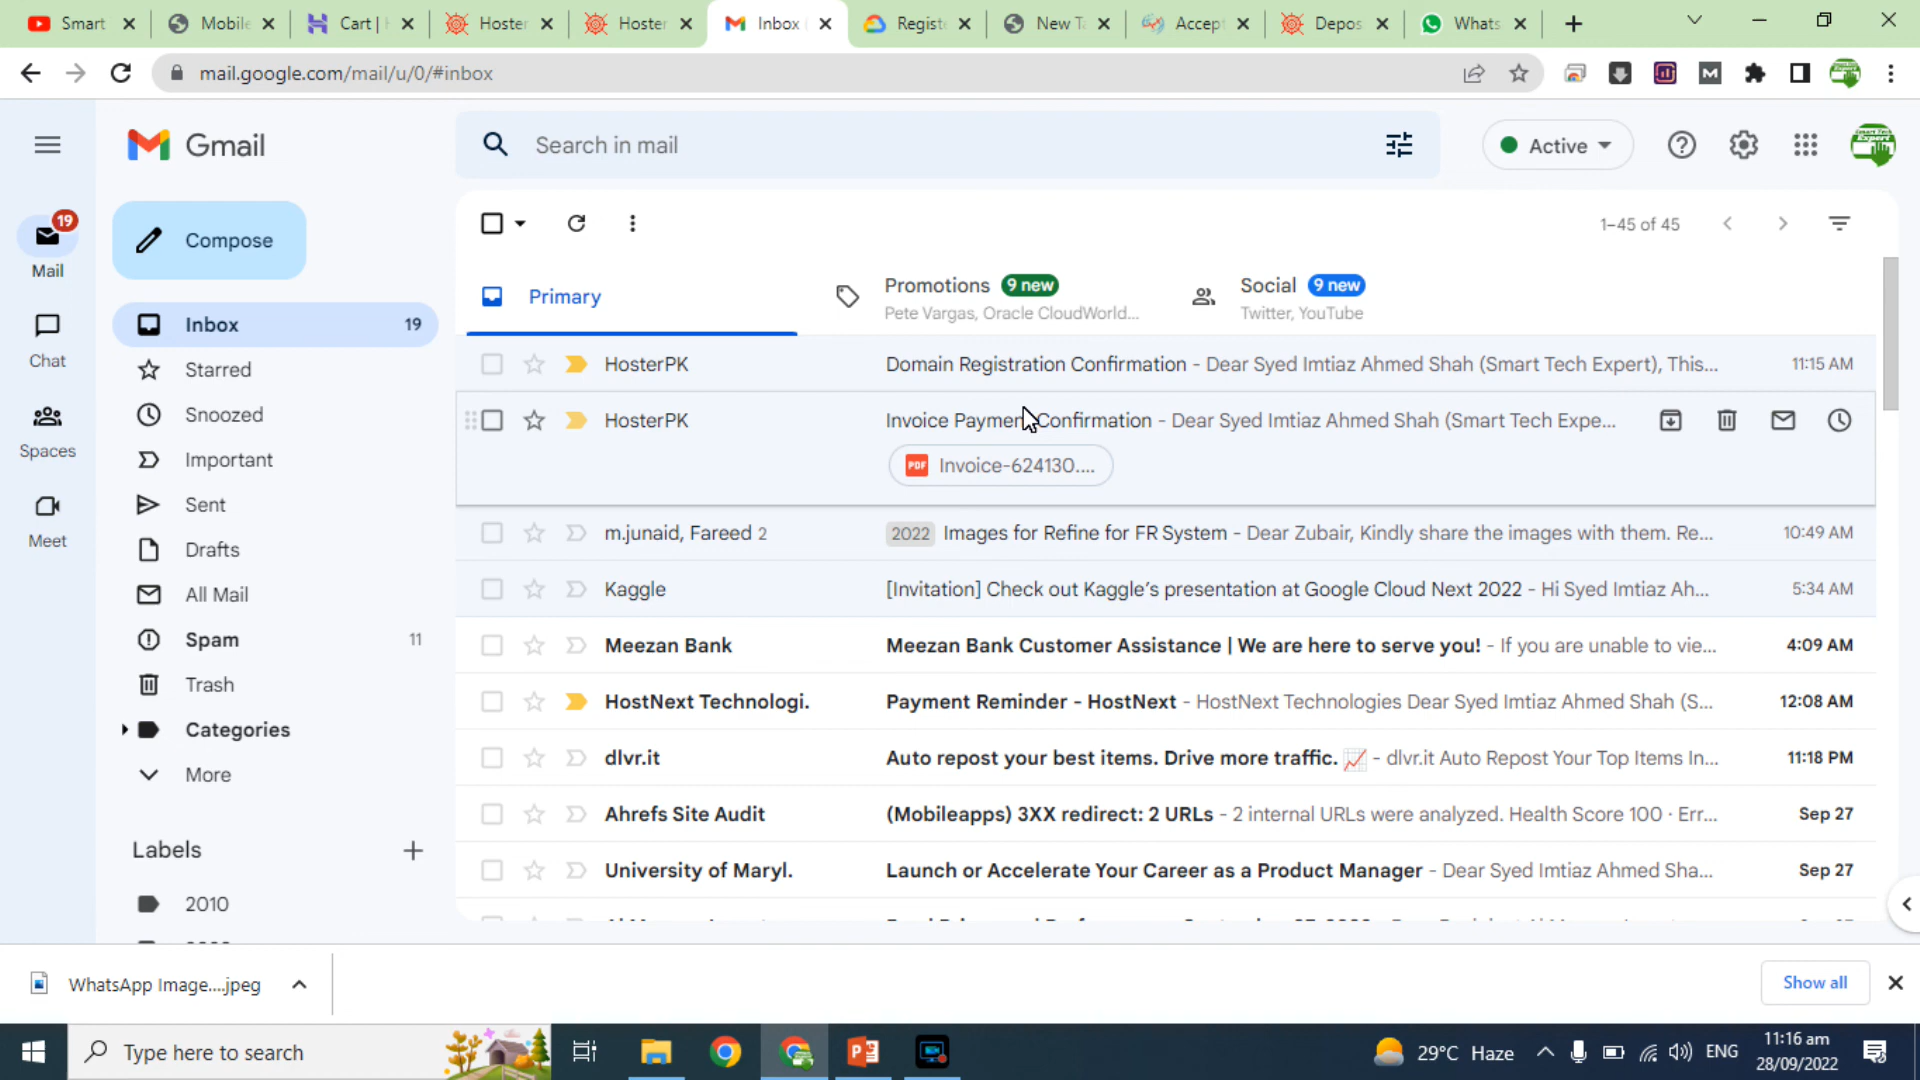 Smart
Mobile
Cart |
Hoster
Hoster
Inbox
Registe
New Ta
Accept
Depos
Whats
mail.google.com/mail/u/0/#inbox
Gmail
Search in mail
Active
19
Mail
Chat
Spaces
Meet
Compose
Inbox 19
Starred
Snoozed
Important
Sent
Drafts
All Mail
Spam 11
Trash
Categories
More
Labels
2010
1–45 of 45
Primary
Promotions 9 new
Pete Vargas, Oracle CloudWorld...
Social 9 new
Twitter, YouTube
HosterPK Domain Registration Confirmation - Dear Syed Imtiaz Ahmed Shah (Smart Tech Expert), This... 11:15 AM
HosterPK Invoice Payment Confirmation - Dear Syed Imtiaz Ahmed Shah (Smart Tech Expe...
PDF Invoice-624130....
m.junaid, Fareed 2 2022 Images for Refine for FR System - Dear Zubair, Kindly share the images with them. Re... 10:49 AM
Kaggle [Invitation] Check out Kaggle's presentation at Google Cloud Next 2022 - Hi Syed Imtiaz Ah... 5:34 AM
Meezan Bank Meezan Bank Customer Assistance | We are here to serve you! - If you are unable to vie... 4:09 AM
HostNext Technologi. Payment Reminder - HostNext - HostNext Technologies Dear Syed Imtiaz Ahmed Shah (S... 12:08 AM
dlvr.it Auto repost your best items. Drive more traffic. 📈 - dlvr.it Auto Repost Your Top Items In... 11:18 PM
Ahrefs Site Audit (Mobileapps) 3XX redirect: 2 URLs - 2 internal URLs were analyzed. Health Score 100 · Err... Sep 27
University of Maryl. Launch or Accelerate Your Career as a Product Manager - Dear Syed Imtiaz Ahmed Sha... Sep 27
WhatsApp Image....jpeg
Show all
Type here to search
29°C Haze
ENG
11:16 am
28/09/2022